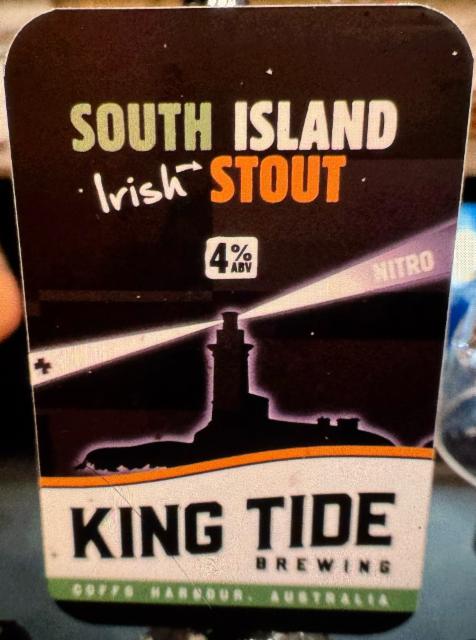 SOUTH ISLAND
Irish STOUT
4%
ABV
NITRO
KING TIDE
BREWING
COFFS HARBOUR, AUSTRALIA